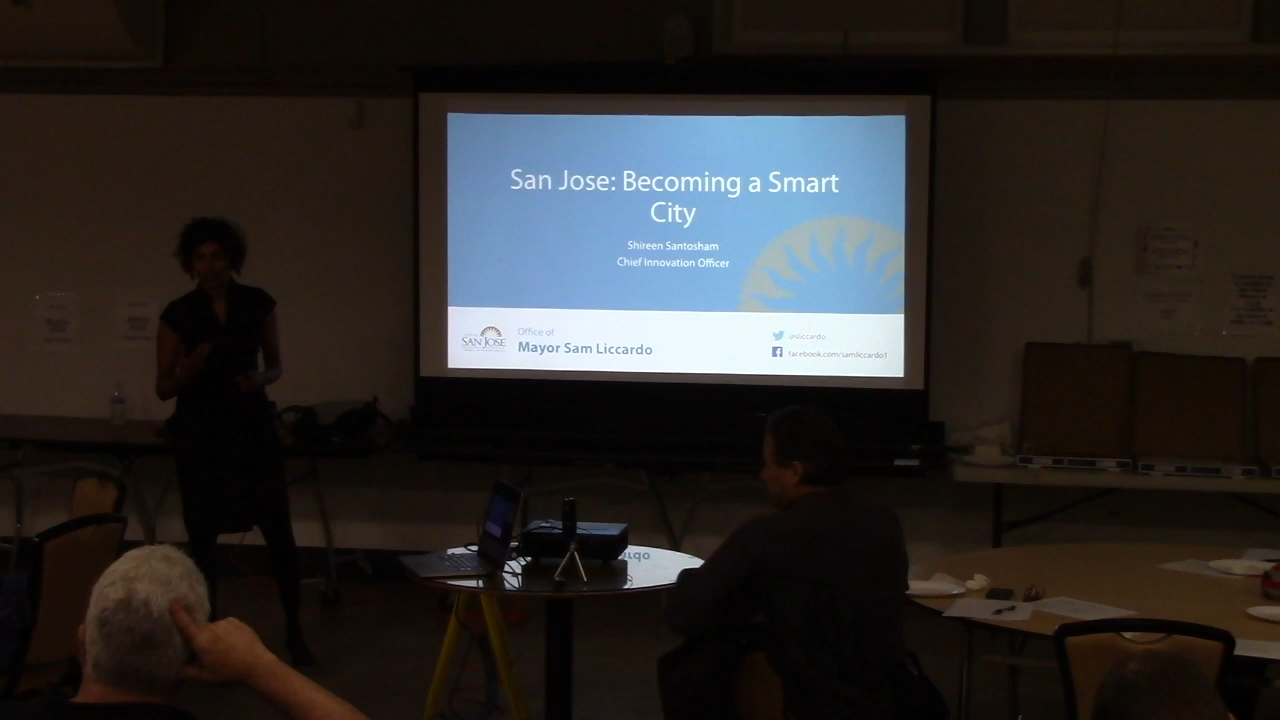 San Jose: Becoming a Smart
City
Shireen Santosham
Chief Innovation Officer
SAN JOSE
Office of
Mayor Sam Liccardo
@sliccardo
facebook.com/samliccardo1